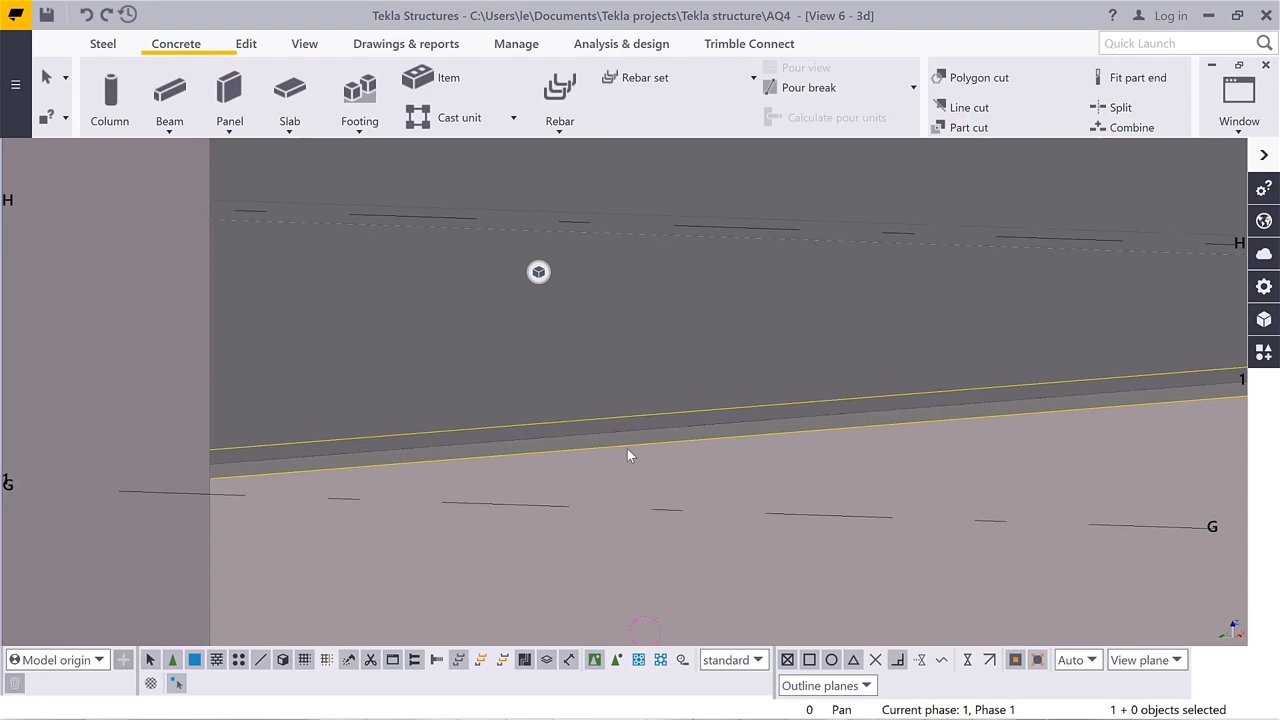 Tekla Structures - C:\Users\le\Documents\Tekla projects\Tekla structure\AQ4 - [View 6 - 3d]
? Log in
Steel Concrete Edit View Drawings & reports Manage Analysis & design Trimble Connect Quick Launch
Column
Beam
Panel
Slab
Footing
Item
Cast unit
Rebar
Rebar set
Pour view
Pour break
Calculate pour units
Polygon cut
Line cut
Part cut
Fit part end
Split
Combine
Window
H
H
1
1
G
G
Model origin
standard
Auto
View plane
Outline planes
0 Pan Current phase: 1, Phase 1 1 + 0 objects selected